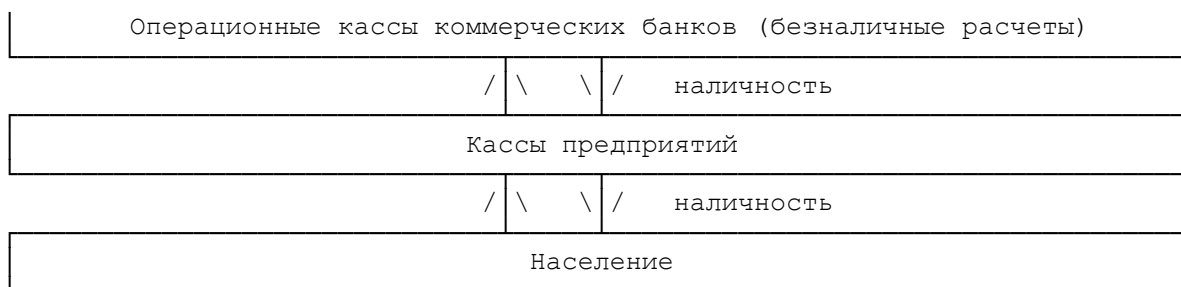 Операционные кассы коммерческих банков (безналичные расчеты)
/│\ \│/ наличность
Кассы предприятий
/│\ \│/ наличность
Население